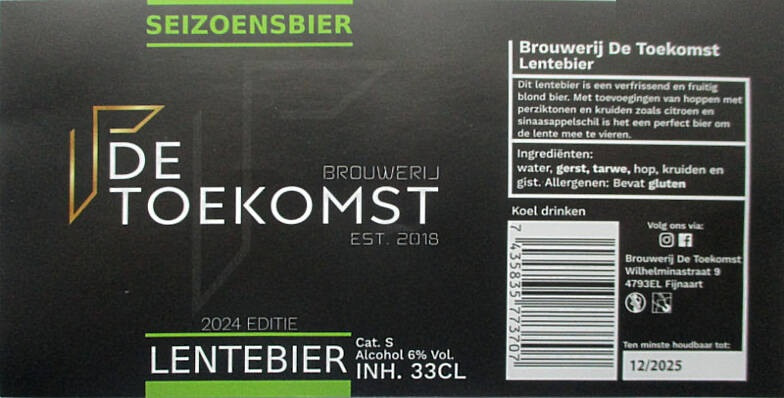 SEIZOENSBIER
DE
BROUWERIJ
TOEKOMST
EST. 2018
2024 EDITIE
LENTEBIER
Cat. S
Alcohol 6% Vol.
INH. 33CL
Brouwerij De Toekomst
Lentebier
Dit lentebier is een verfrissend en fruitig
blond bier. Met toevoegingen van hoppen met
perziktonen en kruiden zoals citroen en
sinaasappelschil is het een perfect bier om
de lente mee te vieren.
Ingrediënten:
water, gerst, tarwe, hop, kruiden en
gist. Allergenen: Bevat gluten
Koel drinken
7 435835 773707
Volg ons via:
Brouwerij De Toekomst
Wilhelminastraat 9
4793EL Fijnaart
Ten minste houdbaar tot:
12/2025